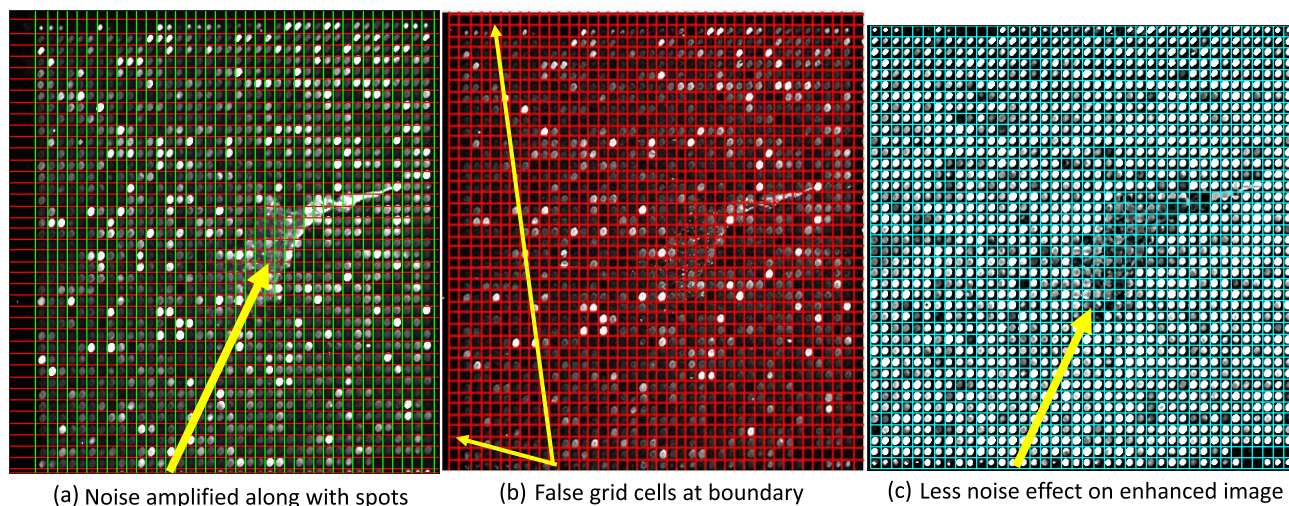 (a) Noise amplified along with spots
(b) False grid cells at boundary
(c) Less noise effect on enhanced image